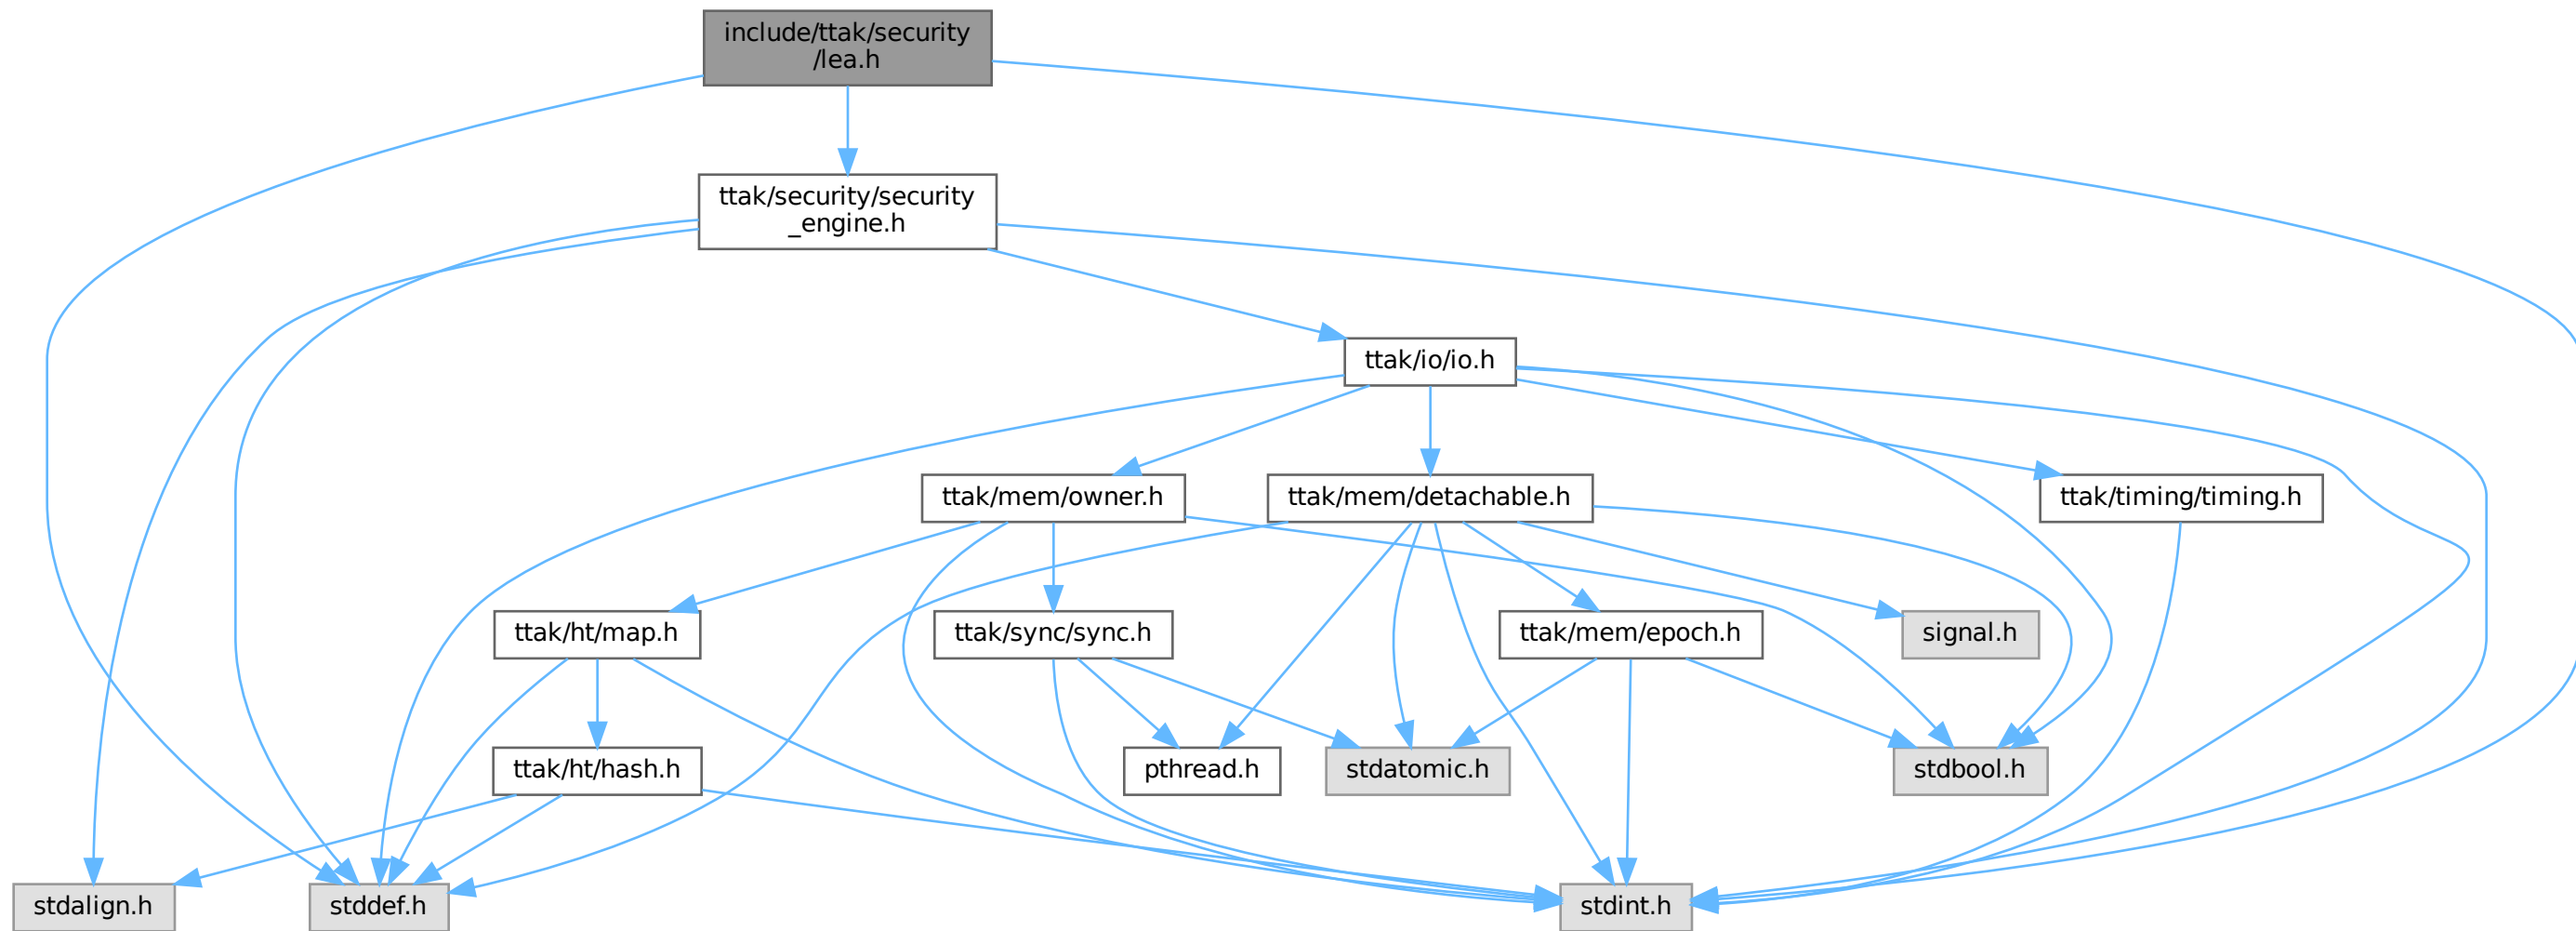 include/ttak/security
/lea.h
ttak/security/security
_engine.h
ttak/io/io.h
ttak/mem/owner.h
ttak/mem/detachable.h
ttak/timing/timing.h
ttak/ht/map.h
ttak/sync/sync.h
ttak/mem/epoch.h
signal.h
ttak/ht/hash.h
pthread.h
stdatomic.h
stdbool.h
stdalign.h
stddef.h
stdint.h